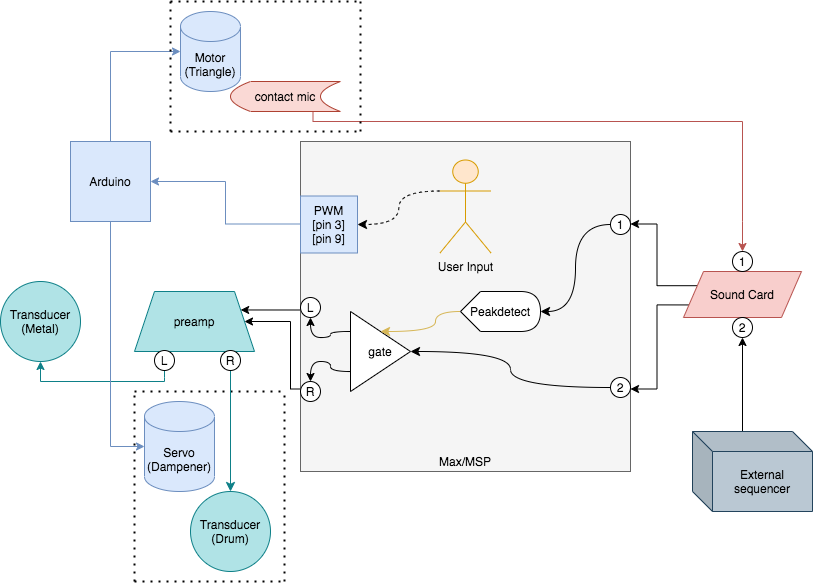 Motor
(Triangle)
contact mic
Arduino
PWM
[pin 3]
[pin 9]
User Input
1
1
Sound Card
2
Peakdetect
L
Transducer
(Metal)
preamp
gate
L
R
R
2
Max/MSP
Servo
(Dampener)
External
sequencer
Transducer
(Drum)